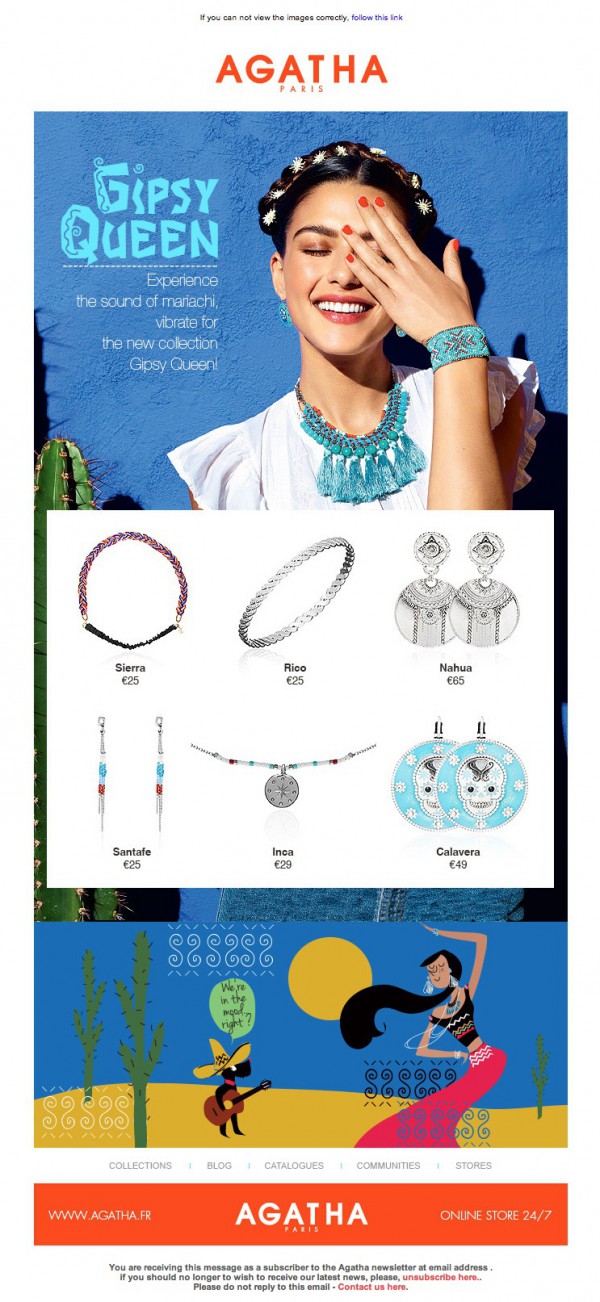 If you can not view the images correctly, follow this link
AGATHA
PARIS
GIPSY
QUEEN
Experience
the sound of mariachi,
vibrate for
the new collection
Gipsy Queen!
Sierra
€25
Rico
€25
Nahua
€65
Santafe
€25
Inca
€29
Calavera
€49
We're
in the
mood,
right?
COLLECTIONS
BLOG
CATALOGUES
COMMUNITIES
STORES
WWW.AGATHA.FR
AGATHA
PARIS
ONLINE STORE 24/7
You are receiving this message as a subscriber to the Agatha newsletter at email address .
if you should no longer to wish to receive our latest news, please, unsubscribe here..
Please do not reply to this email - Contact us here.